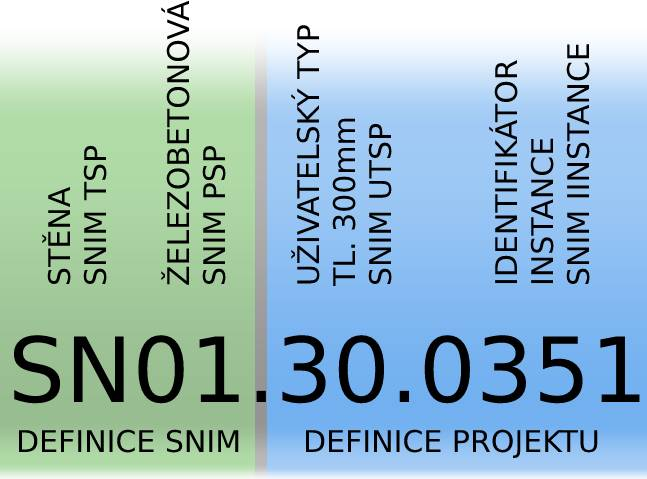 STĚNA
SNIM TSP
ŽELEZOBETONOVÁ
SNIM PSP
UŽIVATELSKÝ TYP
TL. 300mm
SNIM UTSP
IDENTIFIKÁTOR
INSTANCE
SNIM IINSTANCE
SN01.30.0351
DEFINICE SNIM
DEFINICE PROJEKTU